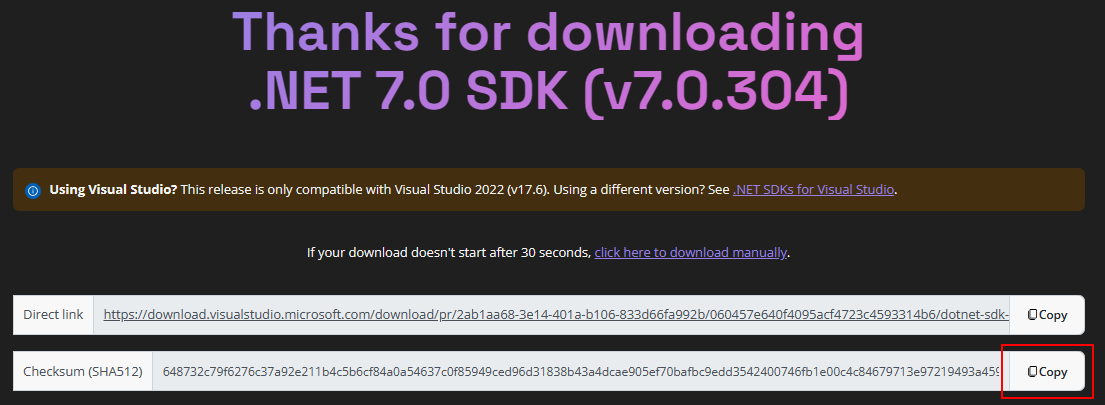 Thanks for downloading
.NET 7.0 SDK (v7.0.304)
Using Visual Studio? This release is only compatible with Visual Studio 2022 (v17.6). Using a different version? See .NET SDKs for Visual Studio.
If your download doesn't start after 30 seconds, click here to download manually.
Direct link https://download.visualstudio.microsoft.com/download/pr/2ab1aa68-3e14-401a-b106-833d66fa992b/060457e640f4095acf4723c4593314b6/dotnet-sdk- Copy
Checksum (SHA512) 648732c79f6276c37a92e211b4c5b6cf84a0a54637c0f85949ced96d31838b43a4dcae905ef70bafbc9edd3542400746fb1e00c4c84679713e97219493a459 Copy